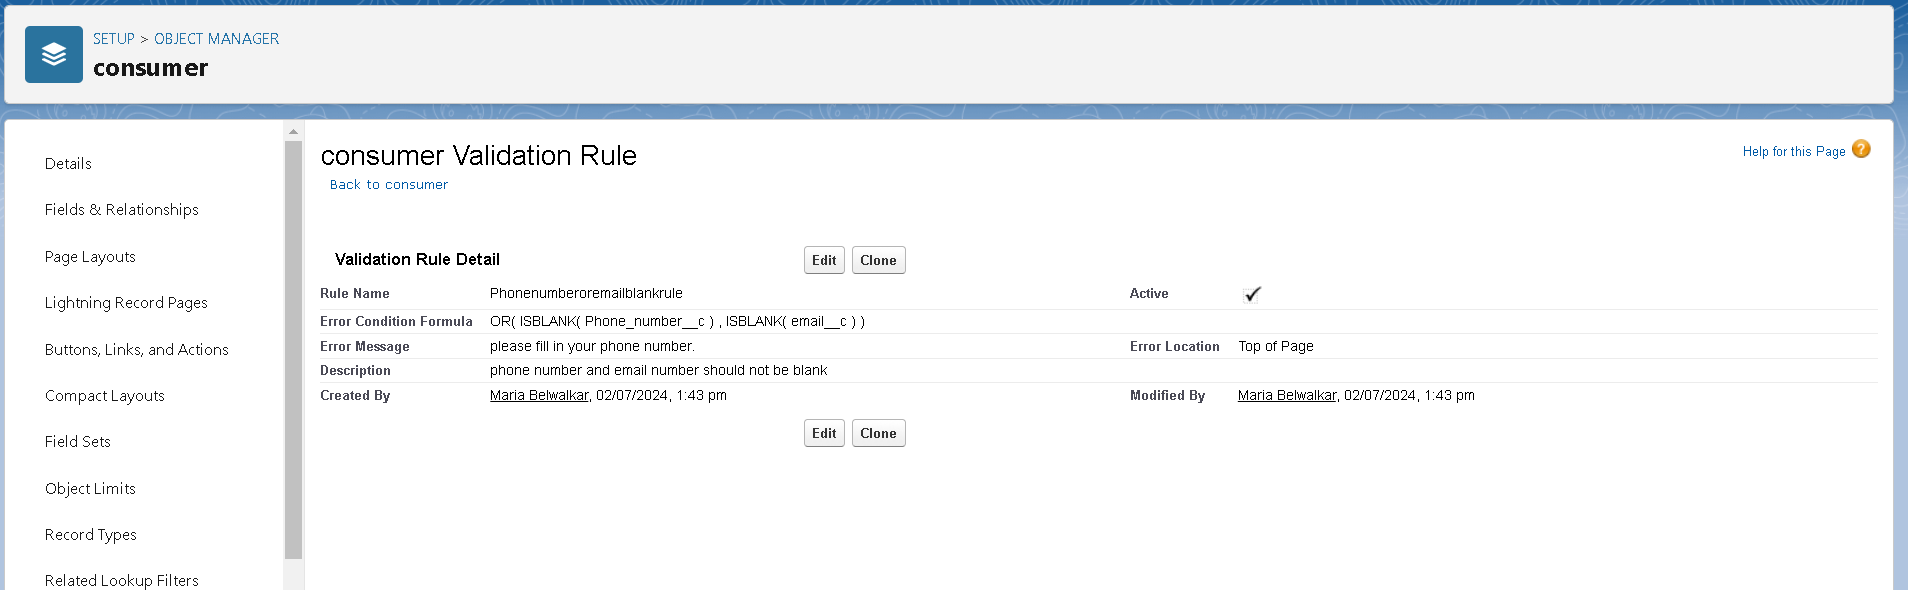 SETUP > OBJECT MANAGER
consumer
Details
Fields & Relationships
Page Layouts
Lightning Record Pages
Buttons, Links, and Actions
Compact Layouts
Field Sets
Object Limits
Record Types
Related Lookup Filters
consumer Validation Rule
Back to consumer
Help for this Page ?
Validation Rule Detail Edit Clone
Rule Name Phonenumberoremailblankrule Active
Error Condition Formula OR( ISBLANK( Phone_number__c ) , ISBLANK( email__c ) )
Error Message please fill in your phone number. Error Location Top of Page
Description phone number and email number should not be blank
Created By Maria Belwalkar, 02/07/2024, 1:43 pm Modified By Maria Belwalkar, 02/07/2024, 1:43 pm
Edit Clone